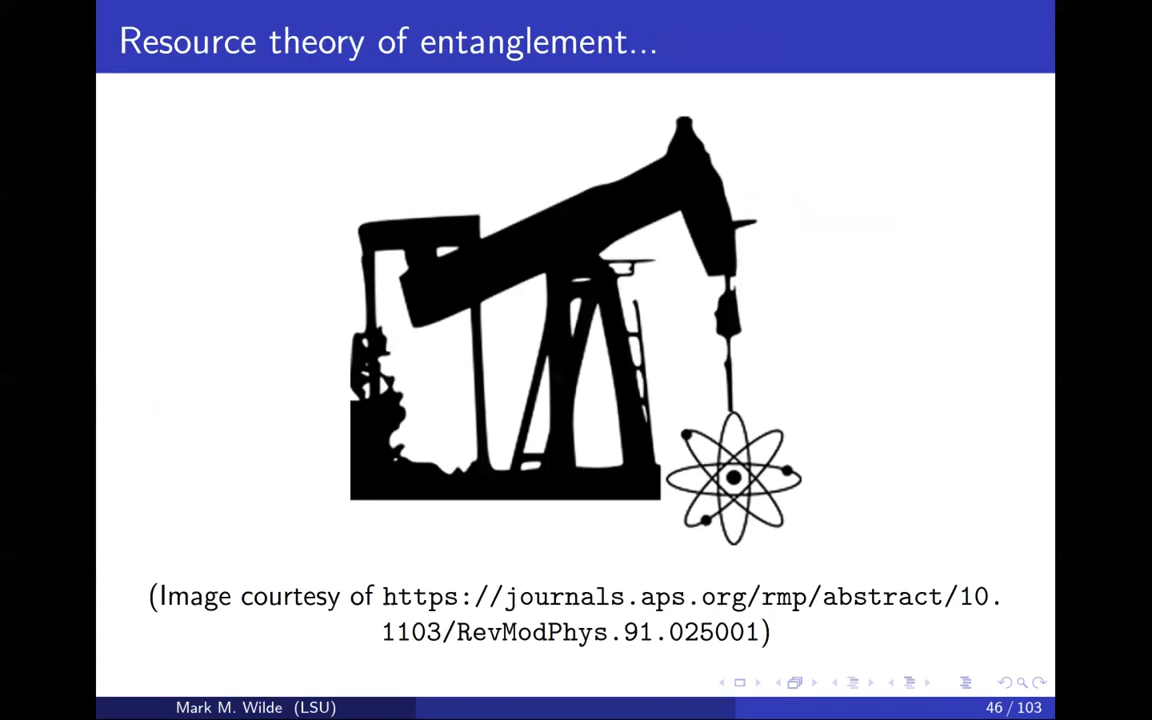 Resource theory of entanglement...
(Image courtesy of https://journals.aps.org/rmp/abstract/10.
1103/RevModPhys.91.025001)
Mark M. Wilde (LSU)
46 / 103